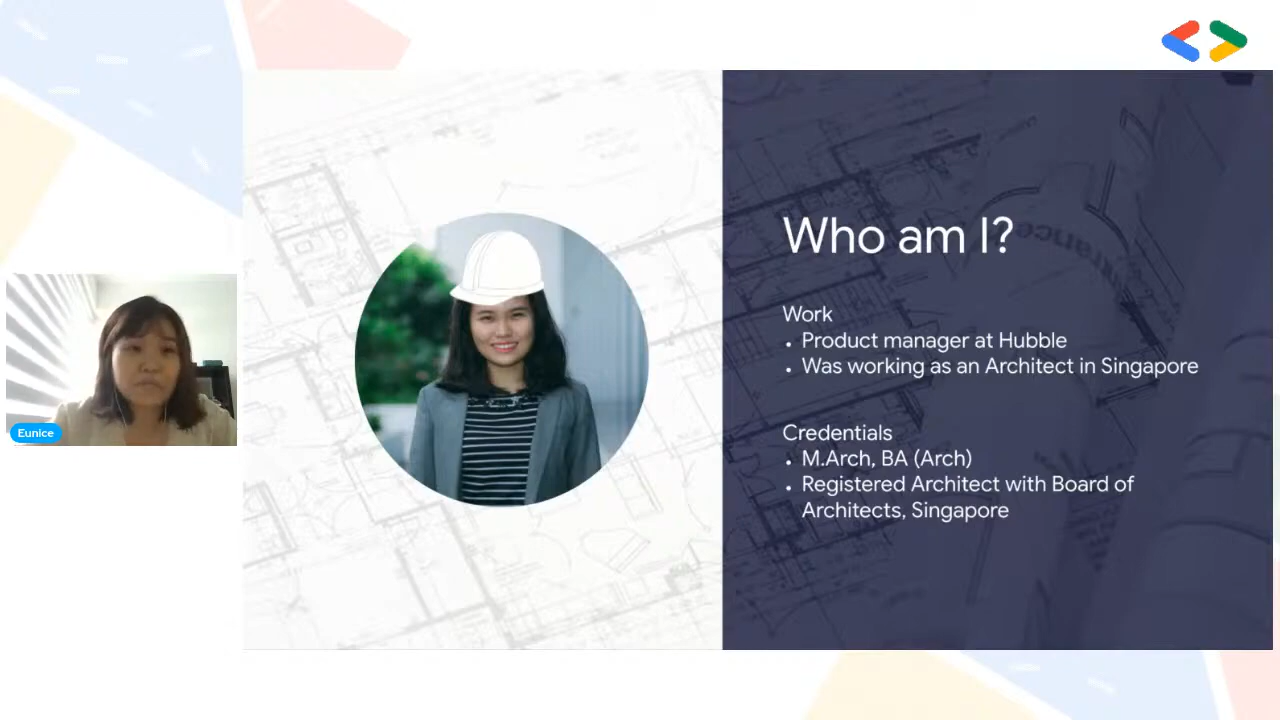 Who am I?
Work
• Product manager at Hubble
• Was working as an Architect in Singapore
Credentials
• M.Arch, BA (Arch)
• Registered Architect with Board of
Architects, Singapore
Eunice